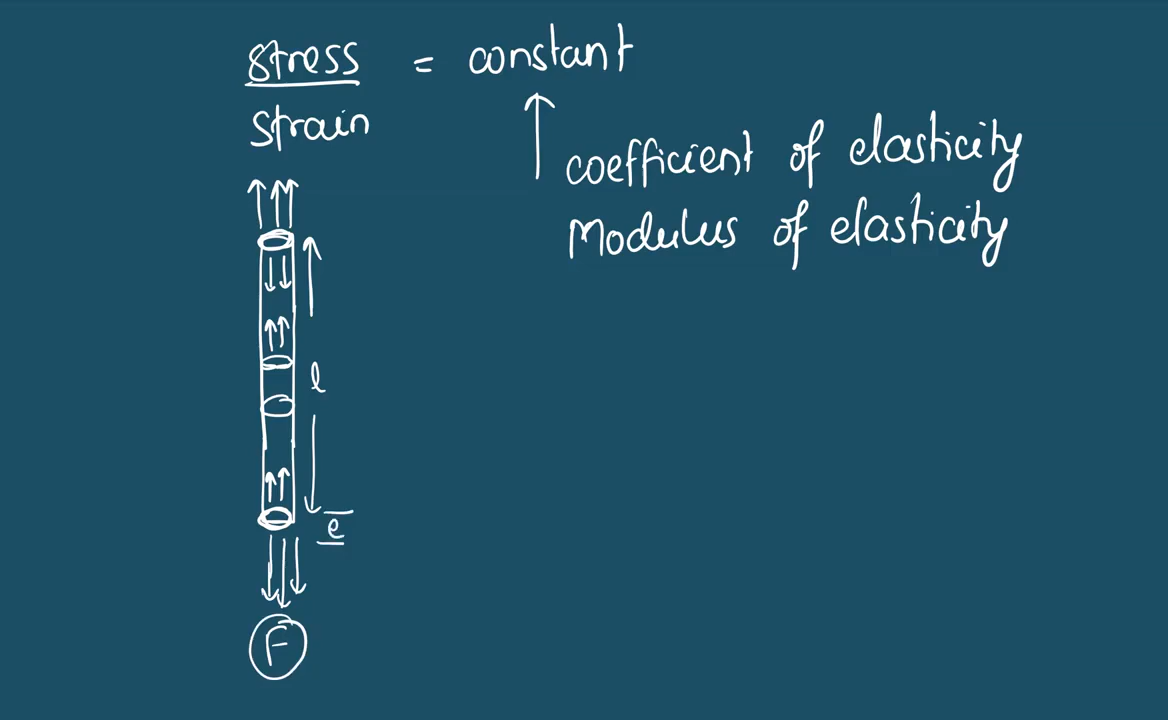 stress = constant
strain
coefficient of elasticity
Modulus of elasticity
l
e
F